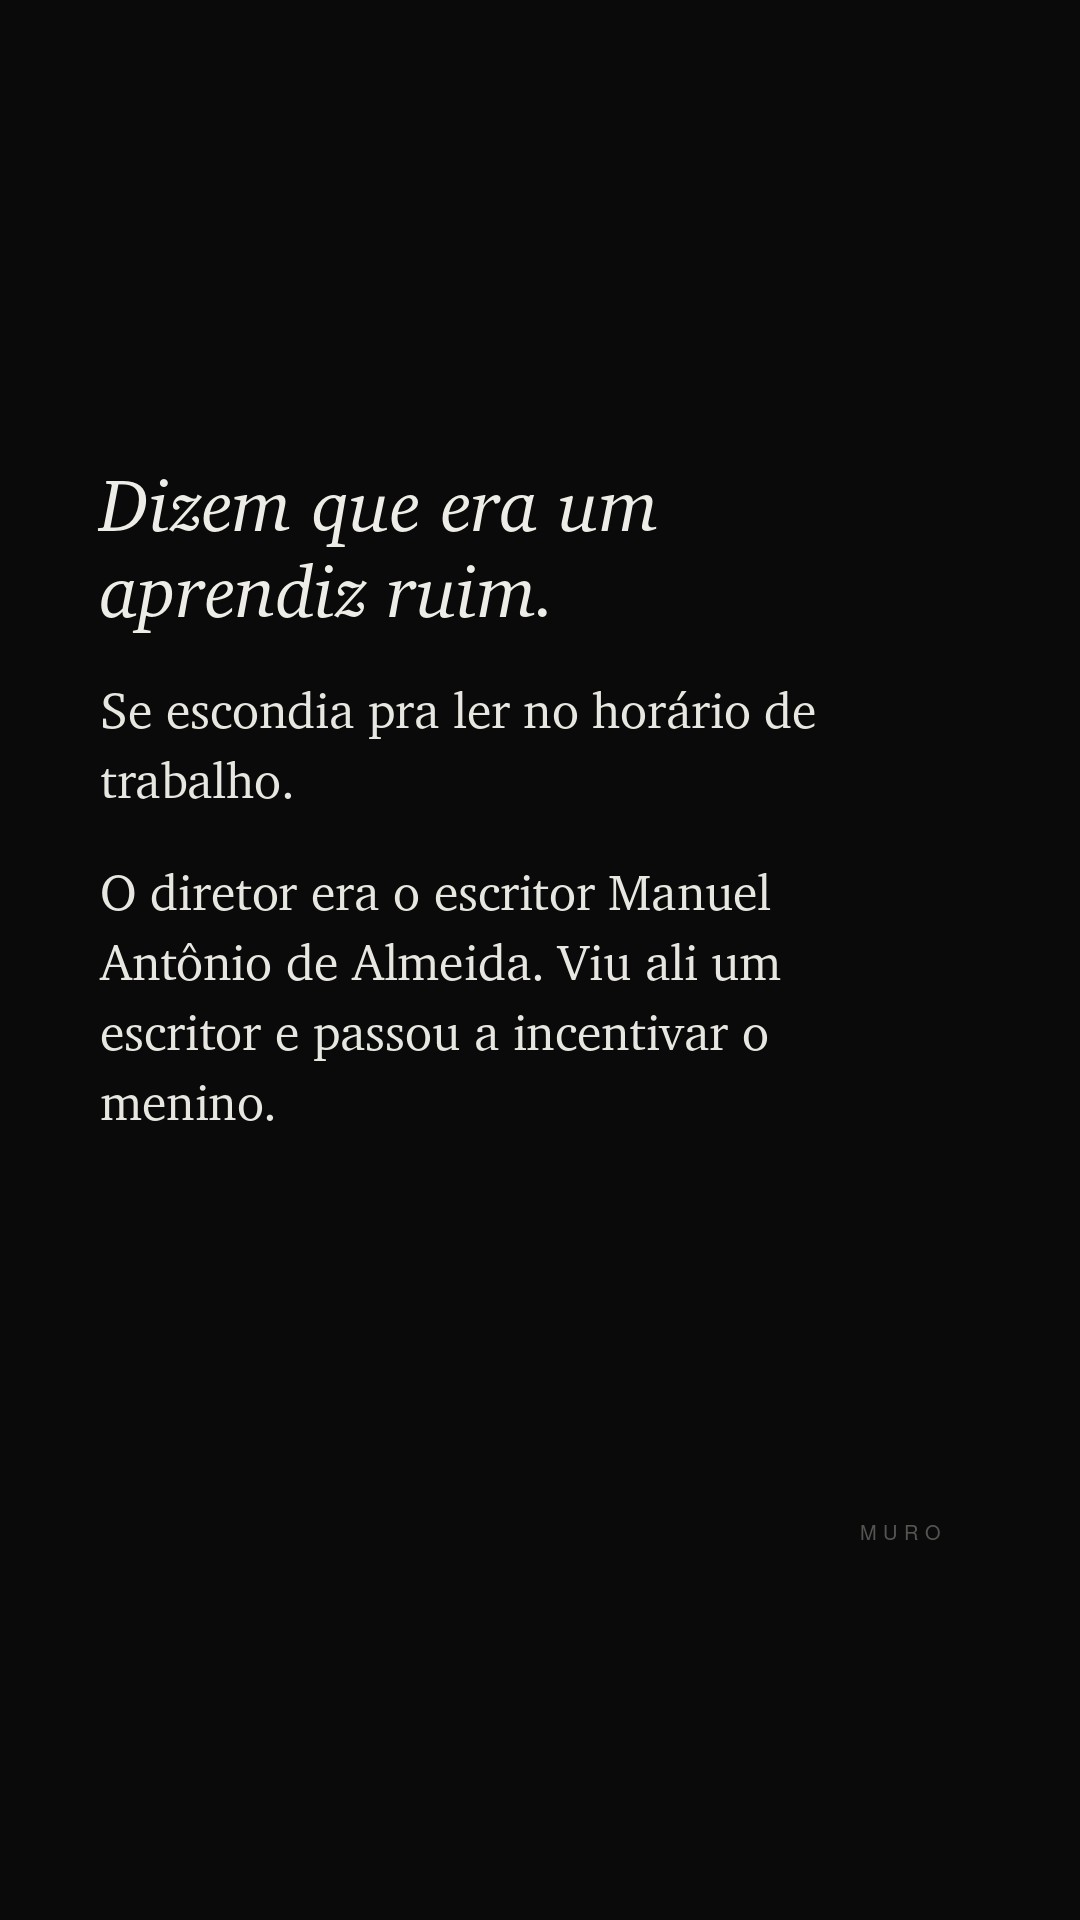 Dizem que era um
aprendiz ruim.
Se escondia pra ler no horário de
trabalho.
O diretor era o escritor Manuel
Antônio de Almeida. Viu ali um
escritor e passou a incentivar o
menino.
MURO